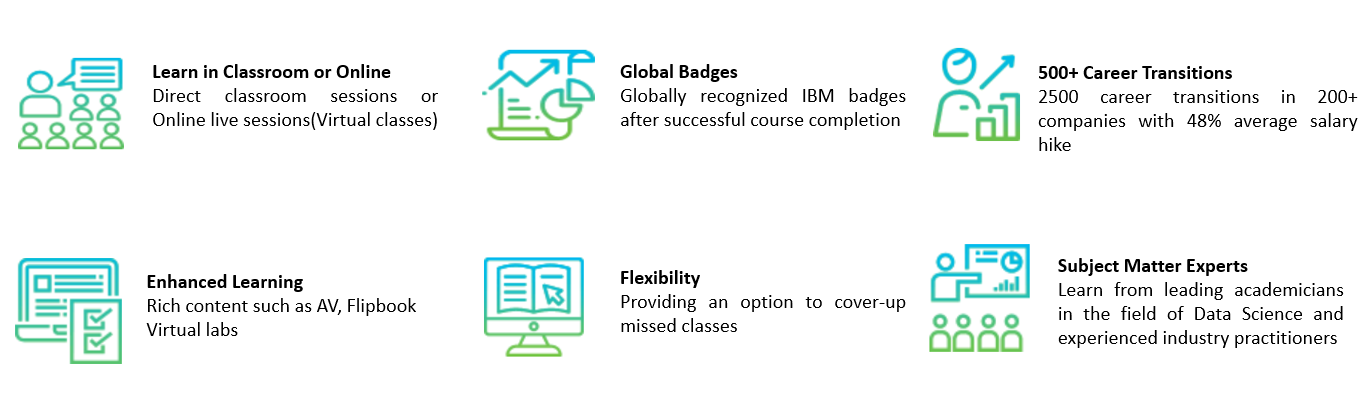 Learn in Classroom or Online
Direct classroom sessions or
Online live sessions(Virtual classes)
Global Badges
Globally recognized IBM badges
after successful course completion
500+ Career Transitions
2500 career transitions in 200+
companies with 48% average salary
hike
Enhanced Learning
Rich content such as AV, Flipbook
Virtual labs
Flexibility
Providing an option to cover-up
missed classes
Subject Matter Experts
Learn from leading academicians
in the field of Data Science and
experienced industry practitioners